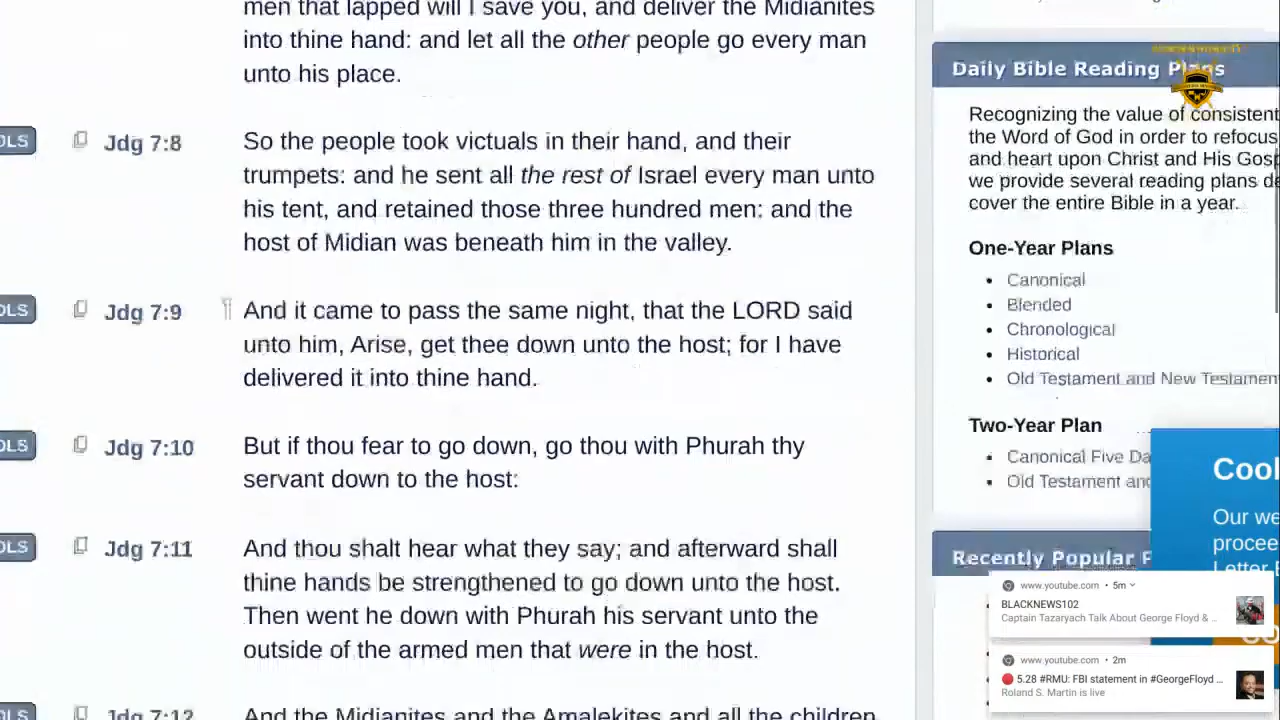 men that lapped will I save you, and deliver the Midianites
into thine hand: and let all the other people go every man
unto his place.
OLS
Jdg 7:8
So the people took victuals in their hand, and their
trumpets: and he sent all the rest of Israel every man unto
his tent, and retained those three hundred men: and the
host of Midian was beneath him in the valley.
OLS
Jdg 7:9
¶ And it came to pass the same night, that the LORD said
unto him, Arise, get thee down unto the host; for I have
delivered it into thine hand.
OLS
Jdg 7:10
But if thou fear to go down, go thou with Phurah thy
servant down to the host:
OLS
Jdg 7:11
And thou shalt hear what they say; and afterward shall
thine hands be strengthened to go down unto the host.
Then went he down with Phurah his servant unto the
outside of the armed men that were in the host.
OLS
Jdg 7:12
And the Midianites and the Amalekites and all the children
Daily Bible Reading Plans
Recognizing the value of consistent
the Word of God in order to refocus
and heart upon Christ and His Gosp
we provide several reading plans de
cover the entire Bible in a year.
One-Year Plans
• Canonical
• Blended
• Chronological
• Historical
• Old Testament and New Testamen
Two-Year Plan
• Canonical Five Da
• Old Testament and
Recently Popular P
Cool
Our we
procee
Letter
www.youtube.com • 5m
BLACKNEWS102
Captain Tazaryach Talk About George Floyd & ...
www.youtube.com • 2m
5.28 #RMU: FBI statement in #GeorgeFloyd ...
Roland S. Martin is live